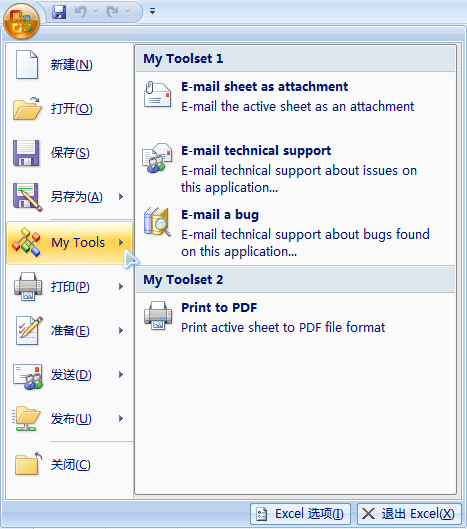 新建(N)
打开(O)
保存(S)
另存为(A)
My Tools
打印(P)
准备(E)
发送(D)
发布(U)
关闭(C)
My Toolset 1
E-mail sheet as attachment
E-mail the active sheet as an attachment
E-mail technical support
E-mail technical support about issues on
this application...
E-mail a bug
E-mail technical support about bugs found
on this application...
My Toolset 2
Print to PDF
Print active sheet to PDF file format
Excel 选项(I)
退出 Excel(X)